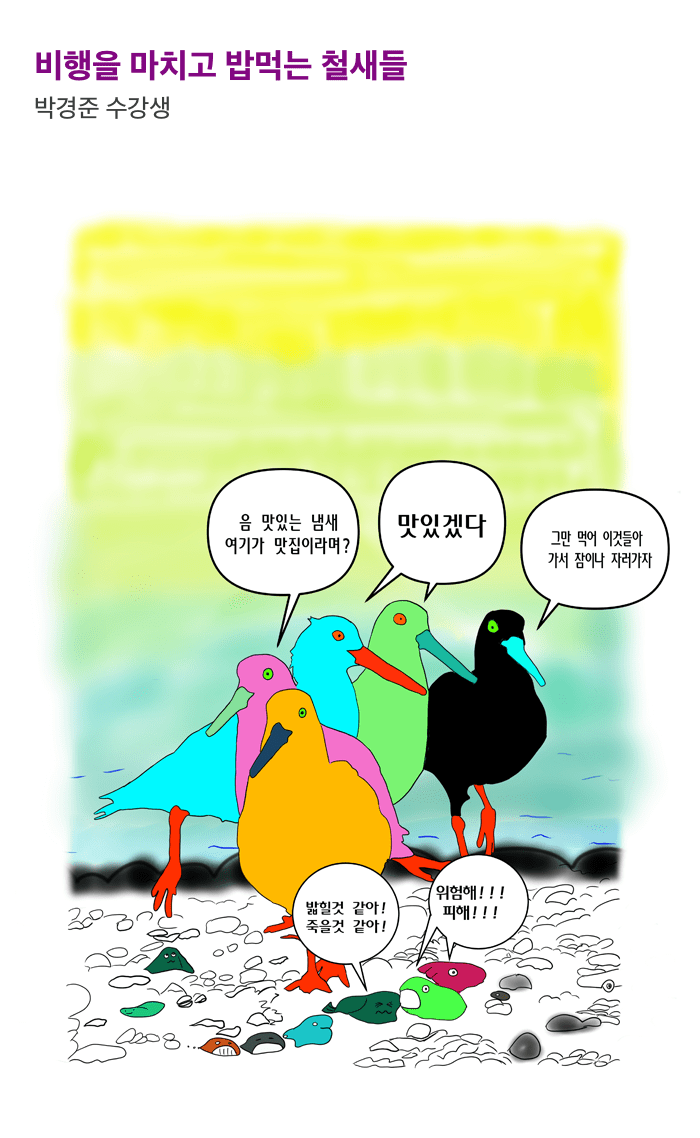 비행을 마치고 밥먹는 철새들
박경준 수강생
음 맛있는 냄새
여기가 맛집이라며?
맛있겠다
그만 먹어 이것들아
가서 잠이나 자러가자
밟힐것 같아!
죽을것 같아!
위험해!!!
피해!!!